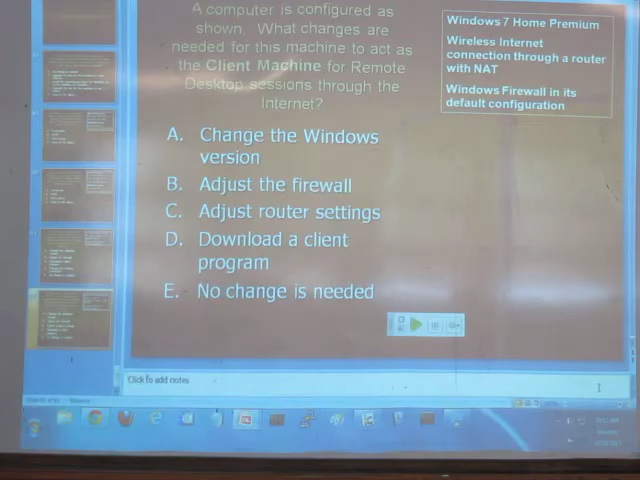 A computer is configured as
shown. What changes are
needed for this machine to act as
the Client Machine for Remote
Desktop sessions through the
Internet?
Windows 7 Home Premium
Wireless Internet
connection through a router
with NAT
Windows Firewall in its
default configuration
A. Change the Windows
version
B. Adjust the firewall
C. Adjust router settings
D. Download a client
program
E. No change is needed
Click to add notes